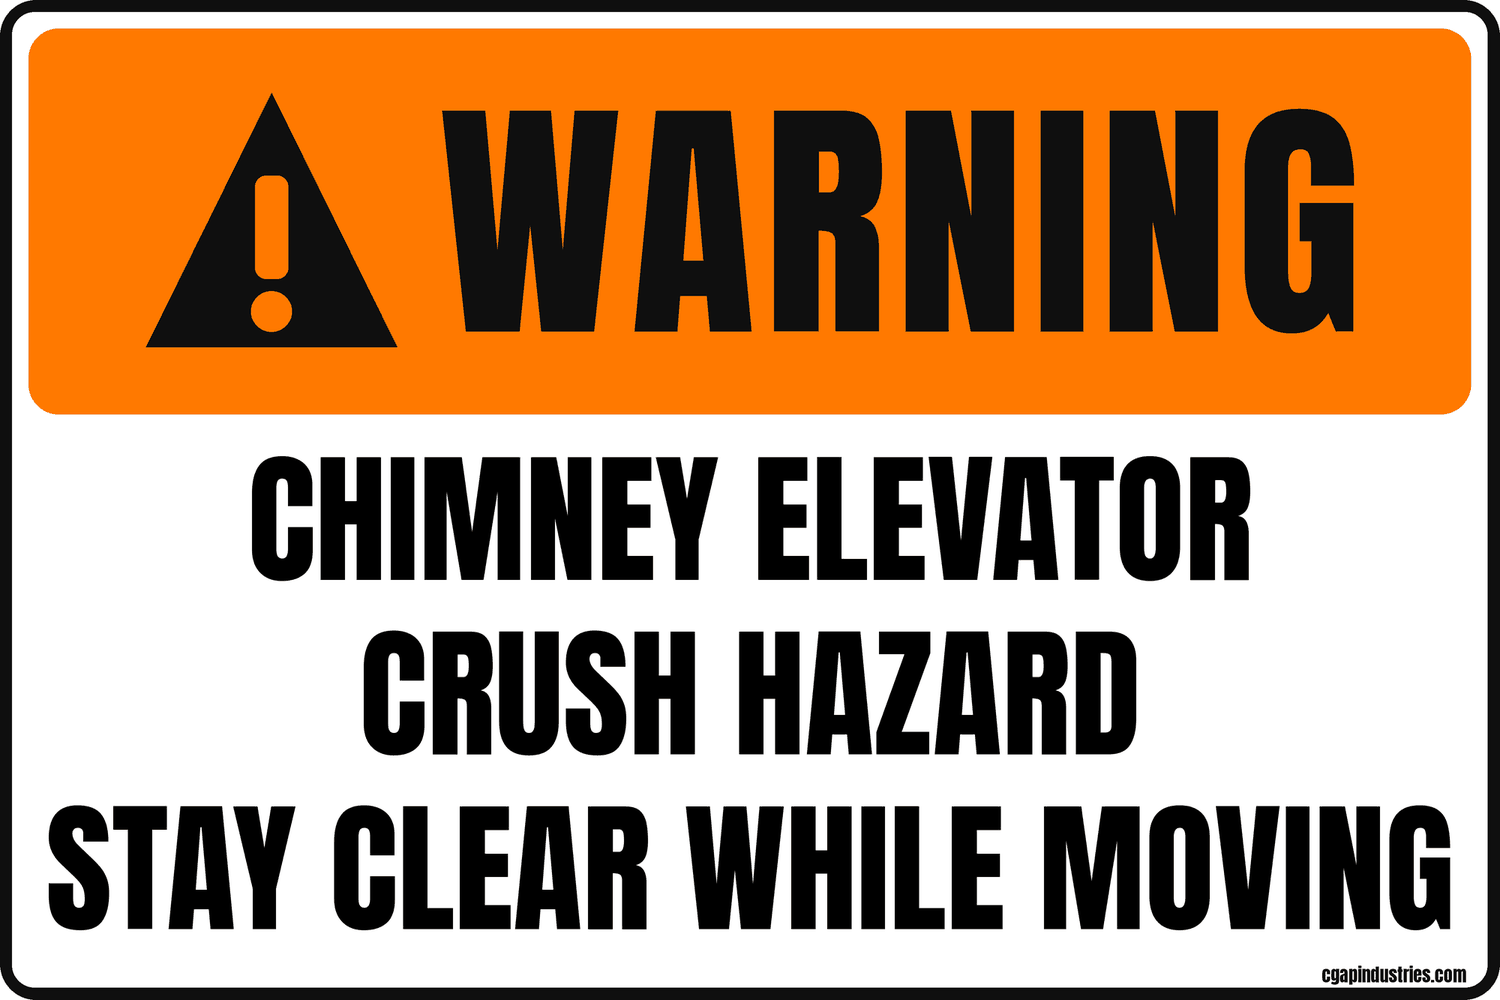 WARNING
CHIMNEY ELEVATOR
CRUSH HAZARD
STAY CLEAR WHILE MOVING
cgapindustries.com